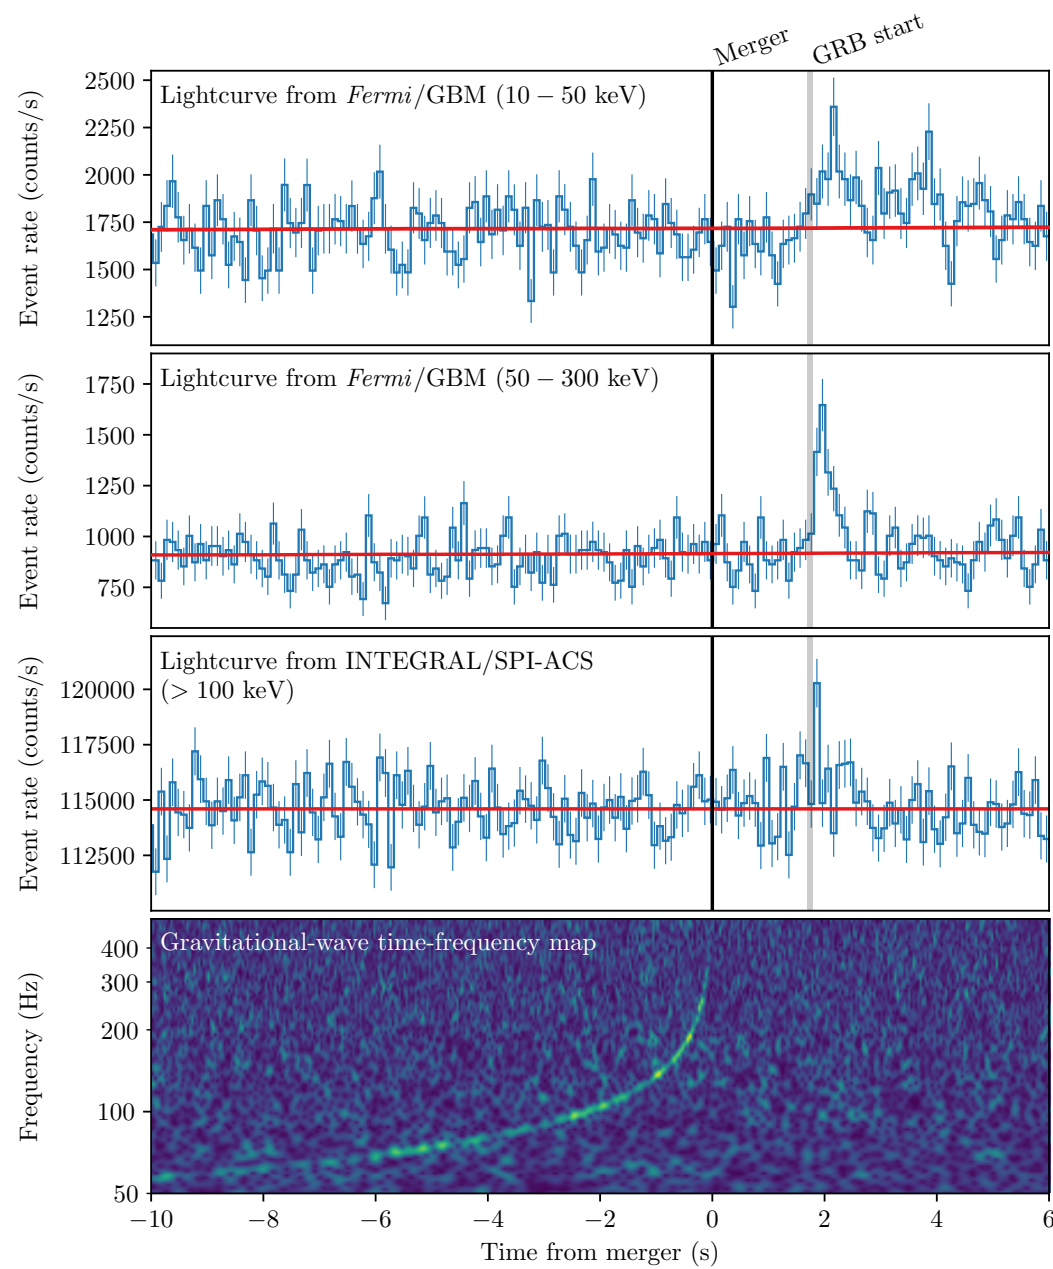 Merger
GRB start
Event rate (counts/s)
2500
2250
2000
1750
1500
1250
Lightcurve from Fermi/GBM (10 − 50 keV)
Event rate (counts/s)
1750
1500
1250
1000
750
Lightcurve from Fermi/GBM (50 − 300 keV)
Event rate (counts/s)
120000
117500
115000
112500
Lightcurve from INTEGRAL/SPI-ACS
(> 100 keV)
Frequency (Hz)
400
300
200
100
50
Gravitational-wave time-frequency map
−10 −8 −6 −4 −2 0 2 4 6
Time from merger (s)